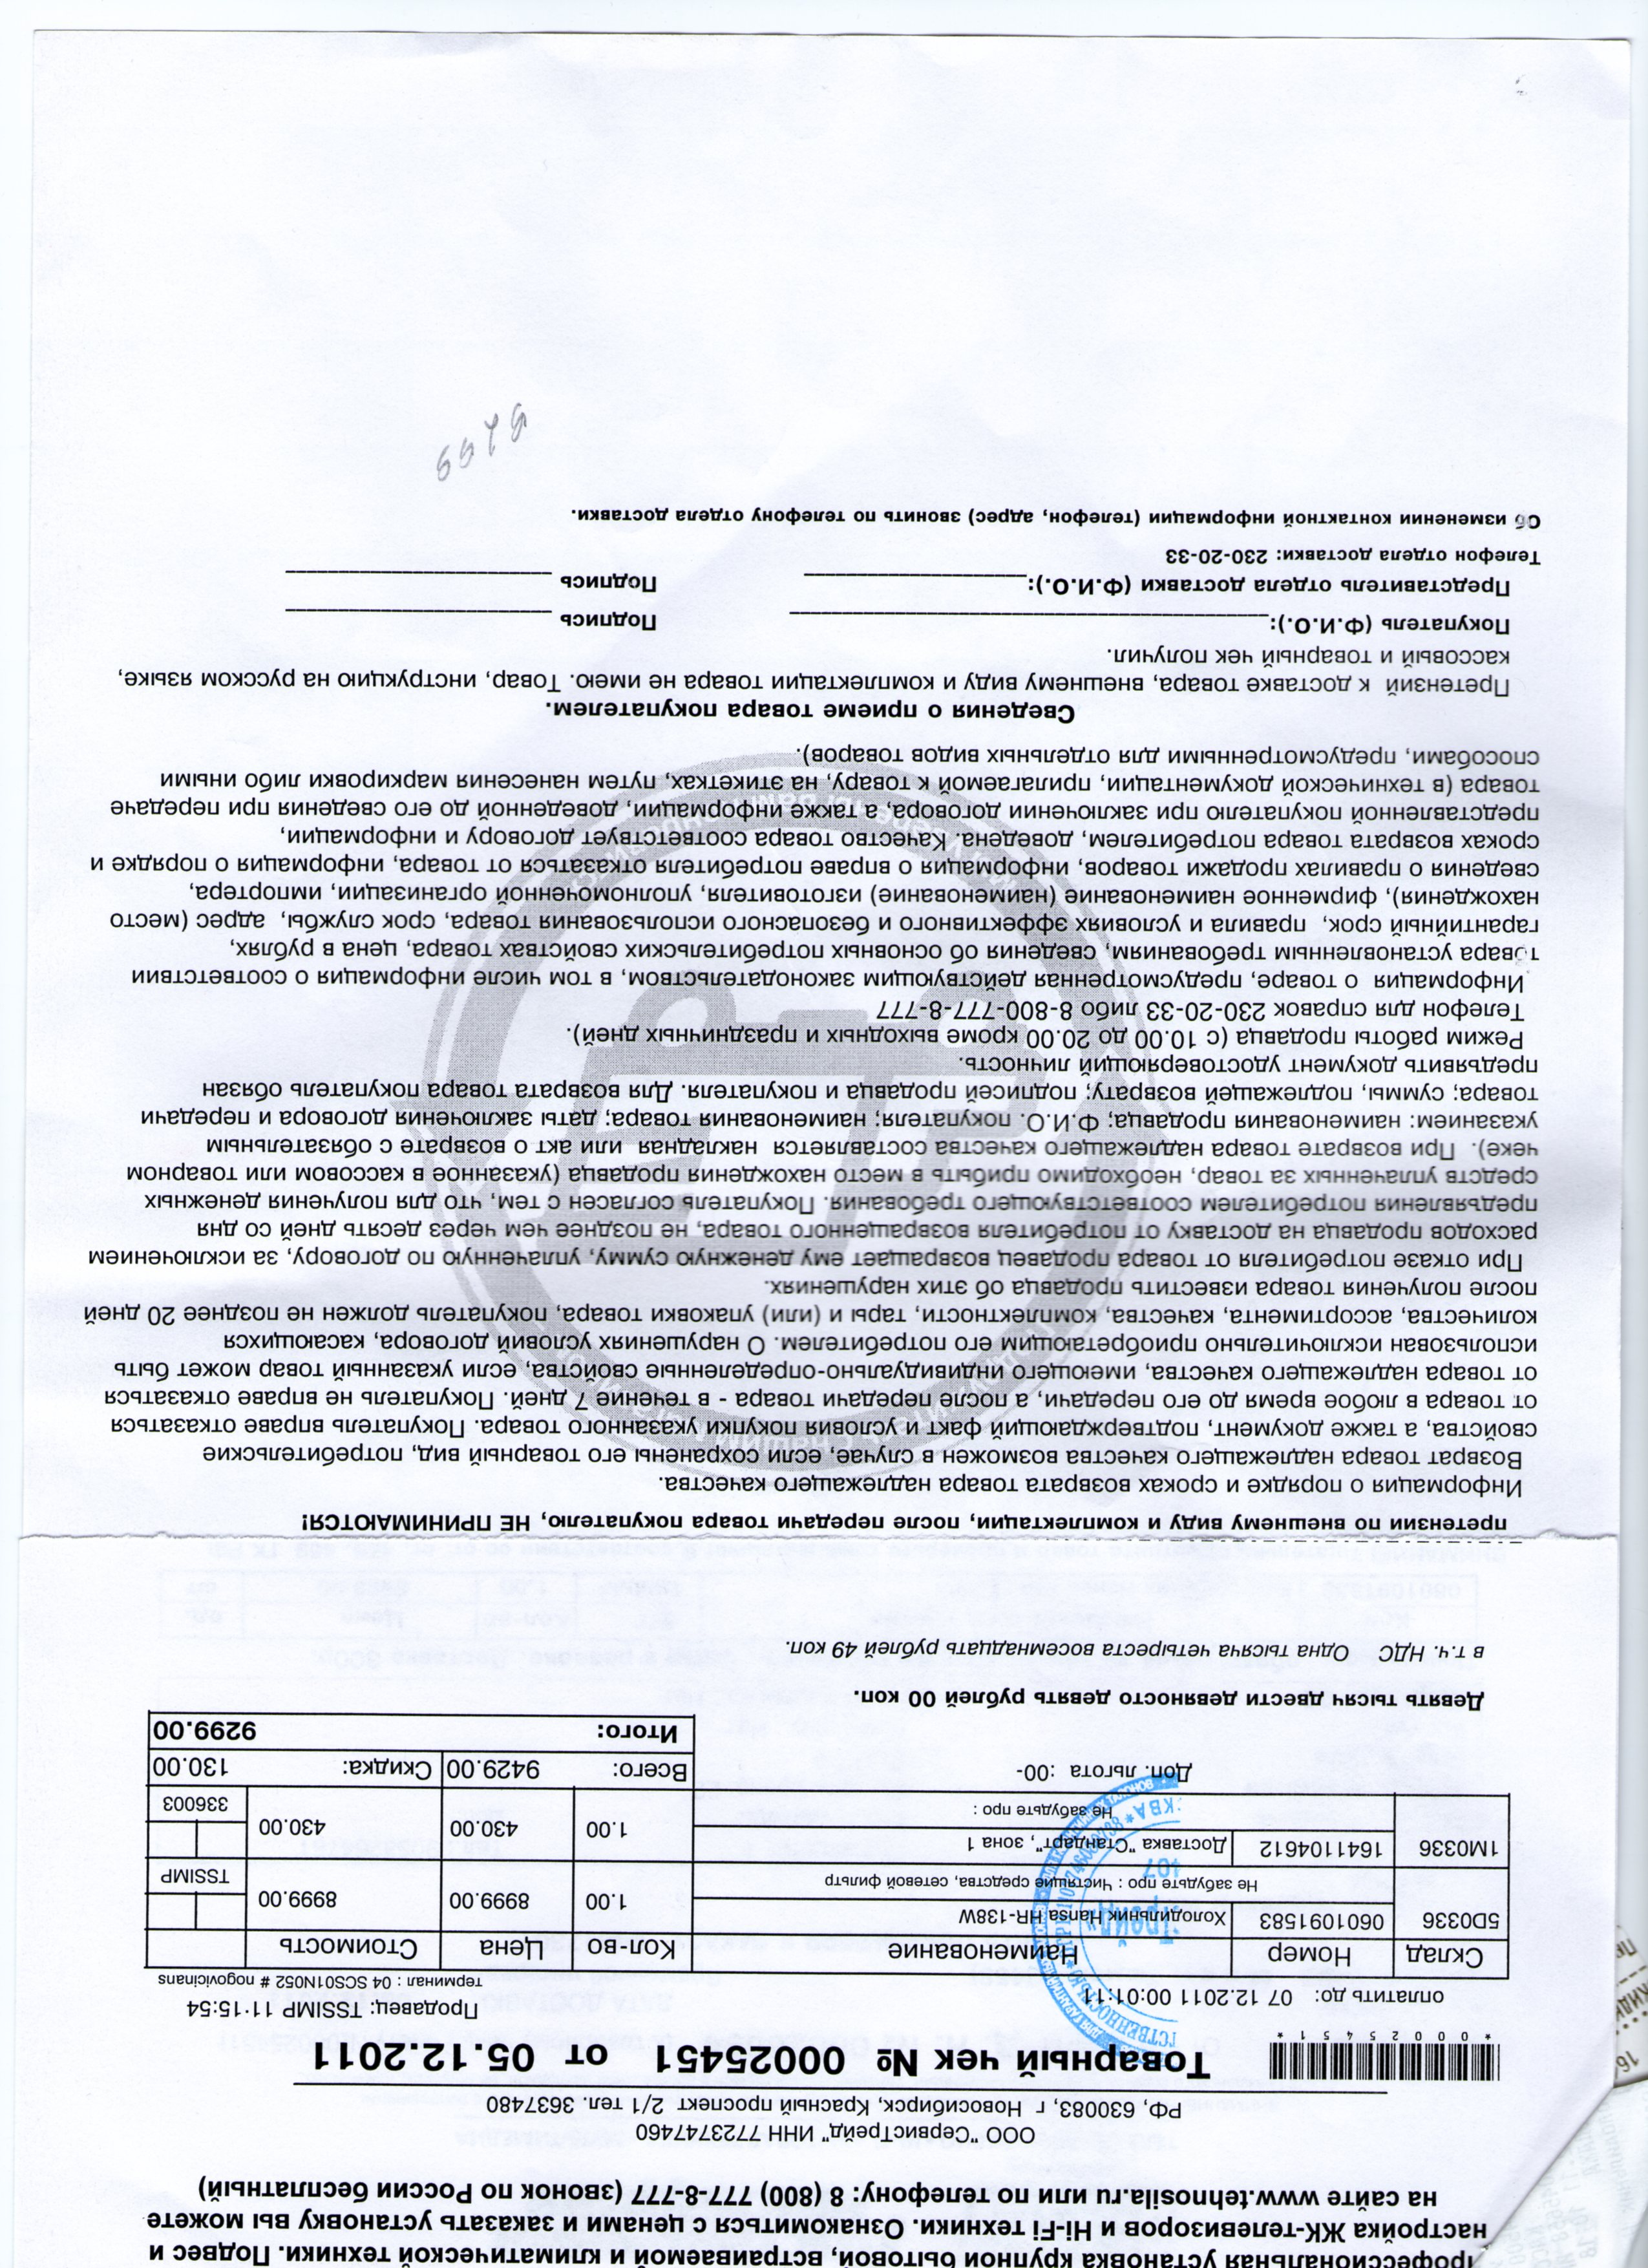 профессиональная установка крупной бытовой, встраиваемой и климатической техники. Подвес и
настройка ЖК-телевизоров и Hi-Fi техники. Ознакомиться с ценами и заказать установку вы можете
на сайте www.tehnosila.ru или по телефону: 8 (800) 777-8-777 (звонок по России бесплатный)
ООО "СервисТрейд" ИНН 7723747460
РФ, 630083, г Новосибирск, Красный проспект 2/1 тел. 3637480
*00025451*
Товарный чек № 00025451 от 05.12.2011
оплатить до: 07 12.2011 00:01:11
Продавец: TSSIMP 11·15:54
терминал : 04 SCS01N052 # nogovicinans
Склад Номер Наименование Кол-во Цена Стоимость
5D0336 0601091583 Холодильник Hansa HR-138W 1.00 8999.00 8999.00 TSSIMP
Не забудьте про : Чистящие средства, сетевой фильтр
1M0336 1641104612 Доставка "Стандарт", зона 1 1.00 430.00 430.00 336003
Не забудьте про :
Доп. льгота :00-
Всего: 9429.00 Скидка: 130.00
Итого: 9299.00
Девять тысяч двести девяносто девять рублей 00 коп.
в т.ч. НДС Одна тысяча четыреста восемнадцать рублей 49 коп.
претензии по внешнему виду и комплектации, после передачи товара покупателю, НЕ ПРИНИМАЮТСЯ!
Информация о порядке и сроках возврата товара надлежащего качества.
Возврат товара надлежащего качества возможен в случае, если сохранены его товарный вид, потребительские
свойства, а также документ, подтверждающий факт и условия покупки указанного товара. Покупатель вправе отказаться
от товара в любое время до его передачи, а после передачи товара - в течение 7 дней. Покупатель не вправе отказаться
от товара надлежащего качества, имеющего индивидуально-определенные свойства, если указанный товар может быть
использован исключительно приобретающим его потребителем. О нарушениях условий договора, касающихся
количества, ассортимента, качества, комплектности, тары и (или) упаковки товара, покупатель должен не позднее 20 дней
после получения товара известить продавца об этих нарушениях.
При отказе потребителя от товара продавец возвращает ему денежную сумму, уплаченную по договору, за исключением
расходов продавца на доставку от потребителя возвращенного товара, не позднее чем через десять дней со дня
предъявления потребителем соответствующего требования. Покупатель согласен с тем, что для получения денежных
средств уплаченных за товар, необходимо прибыть в место нахождения продавца (указанное в кассовом или товарном
чеке). При возврате товара надлежащего качества составляется накладная или акт о возврате с обязательным
указанием: наименования продавца; Ф.И.О. покупателя; наименования товара; даты заключения договора и передачи
товара; суммы, подлежащей возврату; подписей продавца и покупателя. Для возврата товара покупатель обязан
предъявить документ удостоверяющий личность.
Режим работы продавца (с 10.00 до 20.00 кроме выходных и праздничных дней).
Телефон для справок 230-20-33 либо 8-800-777-8-777
Информация о товаре, предусмотренная действующим законодательством, в том числе информация о соответствии
товара установленным требованиям, сведения об основных потребительских свойствах товара, цена в рублях,
гарантийный срок, правила и условиях эффективного и безопасного использования товара, срок службы, адрес (место
нахождения), фирменное наименование (наименование) изготовителя, уполномоченной организации, импортера,
сведения о правилах продажи товаров, информация о вправе потребителя отказатся от товара, информация о порядке и
сроках возврата товара потребителем, доведена. Качество товара соответствует договору и информации,
представленной покупателю при заключении договора, а также информации, доведенной до его сведения при передаче
товара (в технической документации, прилагаемой к товару, на этикетках, путем нанесения маркировки либо иными
способами, предусмотренными для отдельных видов товаров).
Сведения о приеме товара покупателем.
Претензий к доставке товара, внешнему виду и комплектации товара не имею. Товар, инструкцию на русском языке,
кассовый и товарный чек получил.
Покупатель (Ф.И.О.): Подпись
Представитель отдела доставки (Ф.И.О.): Подпись
Телефон отдела доставки: 230-20-33
Об изменении контактной информации (телефон, адрес) звонить по телефону отдела доставки.